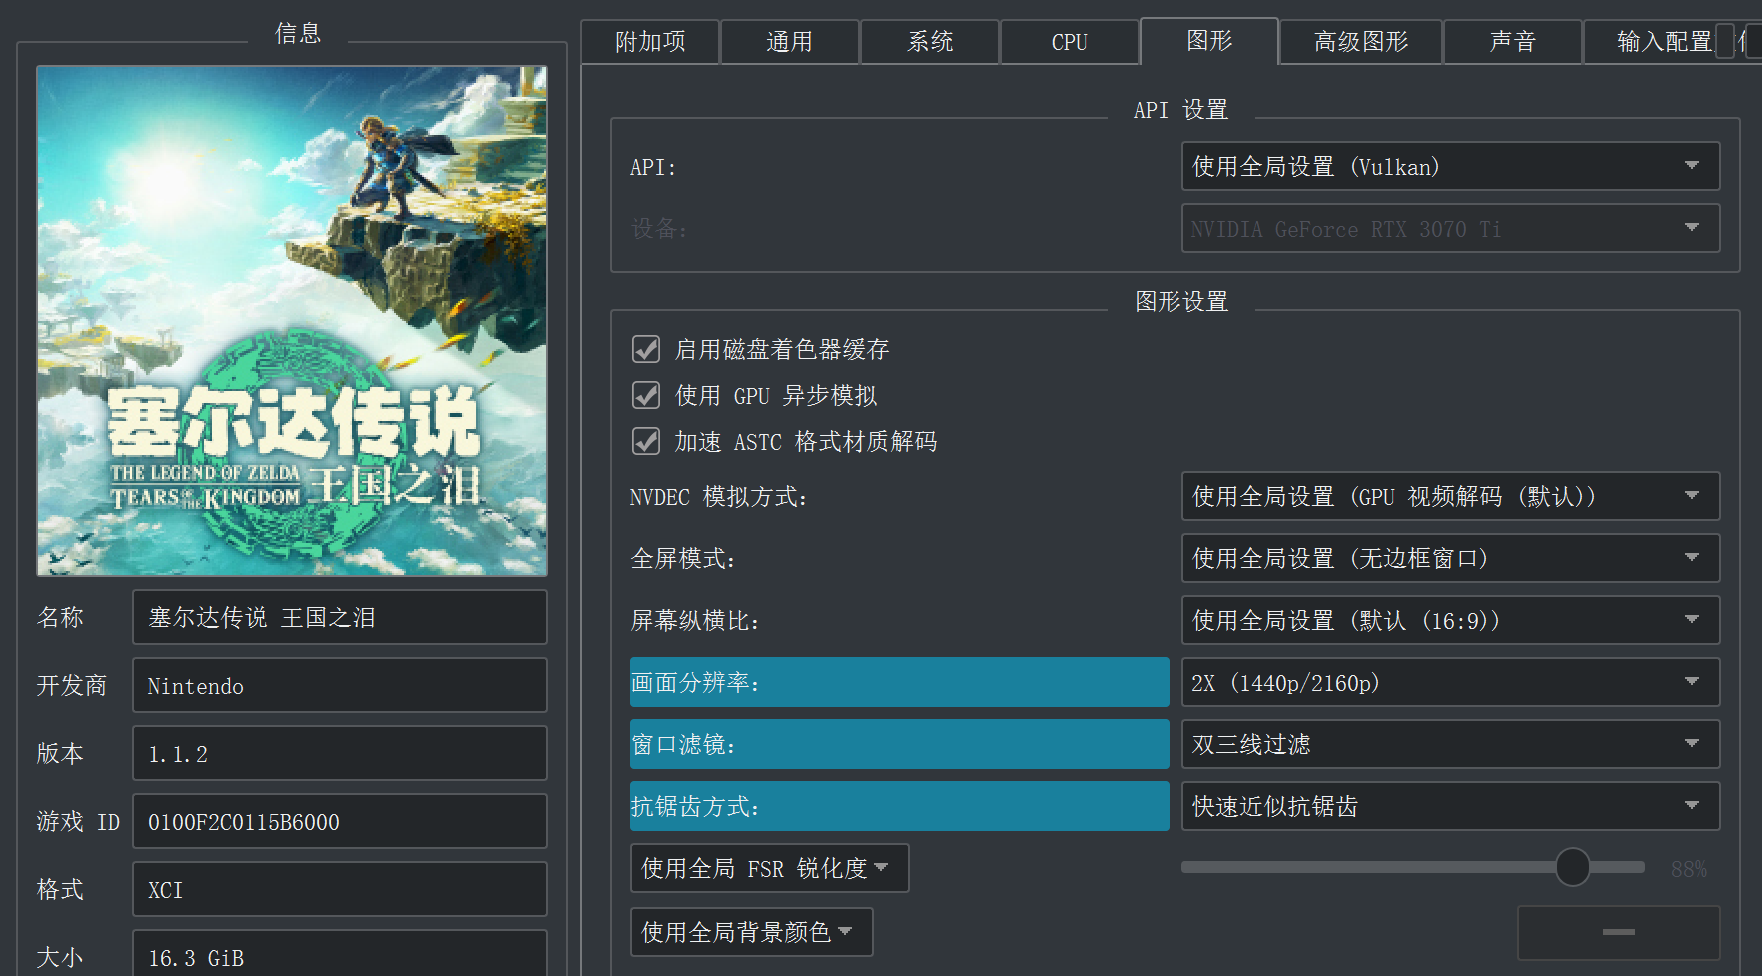 信息
塞尔达传说
THE LEGEND OF ZELDA
TEARS OF THE KINGDOM 王国之泪
名称 塞尔达传说 王国之泪
开发商 Nintendo
版本 1.1.2
游戏 ID 0100F2C0115B6000
格式 XCI
大小 16.3 GiB
附加项 通用 系统 CPU 图形 高级图形 声音 输入配置
API 设置
API: 使用全局设置 (Vulkan)
设备: NVIDIA GeForce RTX 3070 Ti
图形设置
启用磁盘着色器缓存
使用 GPU 异步模拟
加速 ASTC 格式材质解码
NVDEC 模拟方式: 使用全局设置 (GPU 视频解码 (默认))
全屏模式: 使用全局设置 (无边框窗口)
屏幕纵横比: 使用全局设置 (默认 (16:9))
画面分辨率: 2X (1440p/2160p)
窗口滤镜: 双三线过滤
抗锯齿方式: 快速近似抗锯齿
使用全局 FSR 锐化度 88%
使用全局背景颜色